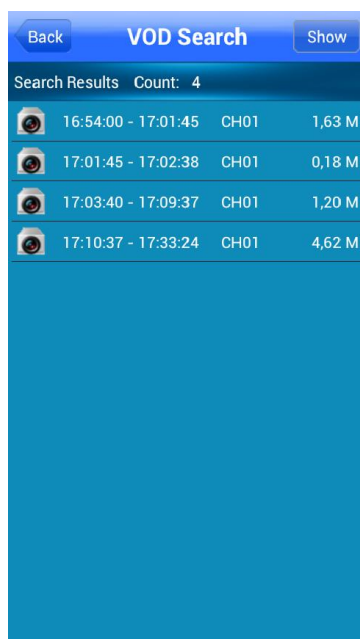 Back VOD Search Show
Search Results Count: 4
16:54:00 - 17:01:45 CH01 1,63 M
17:01:45 - 17:02:38 CH01 0,18 M
17:03:40 - 17:09:37 CH01 1,20 M
17:10:37 - 17:33:24 CH01 4,62 M